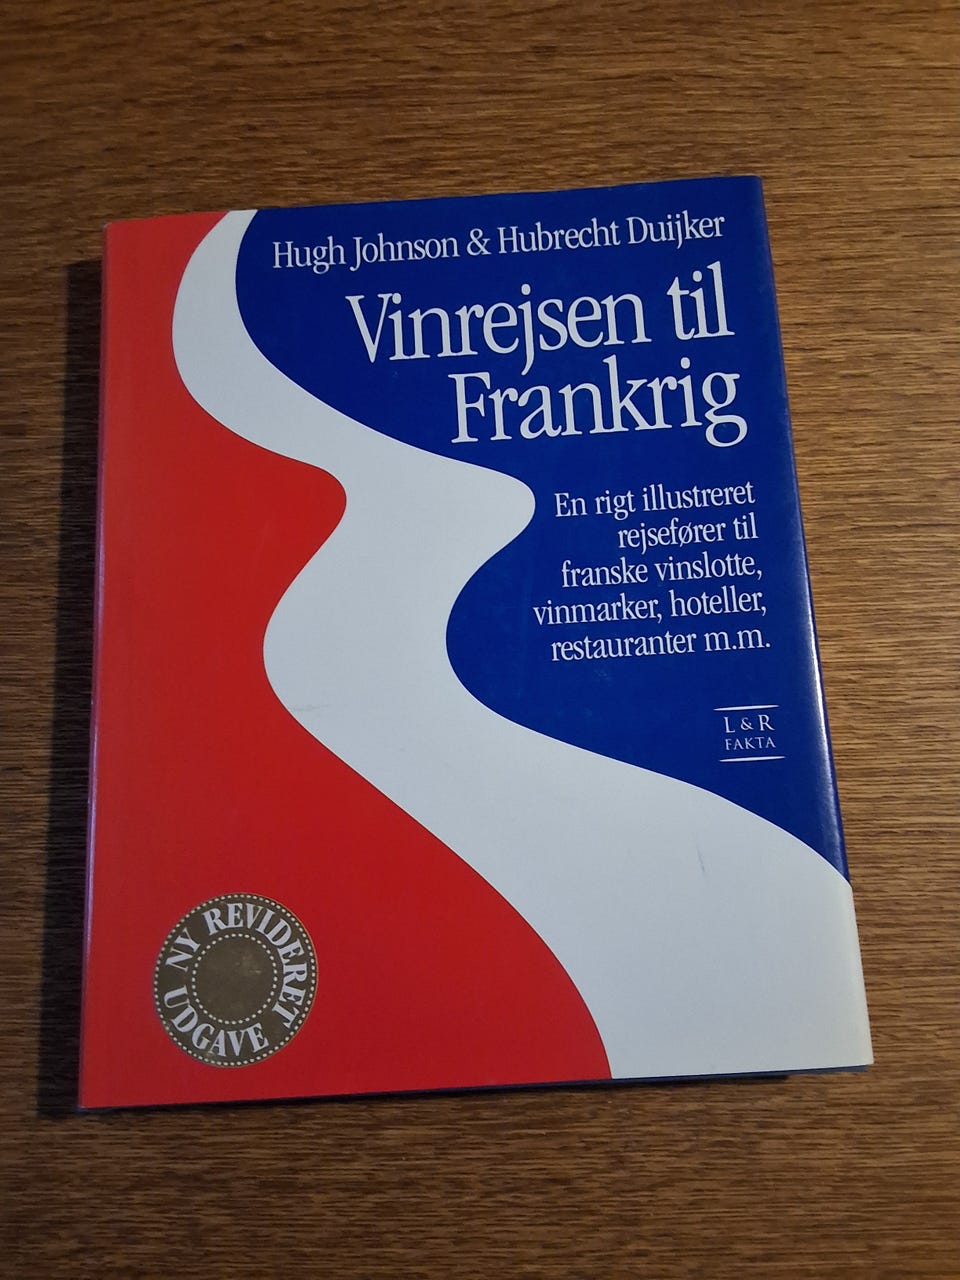 Hugh Johnson & Hubrecht Duijker
Vinrejsen til
Frankrig
En rigt illustreret
rejsefører til
franske vinslotte,
vinmarker, hoteller,
restauranter m.m.
L & R
FAKTA
NY REVIDERET
UDGAVE